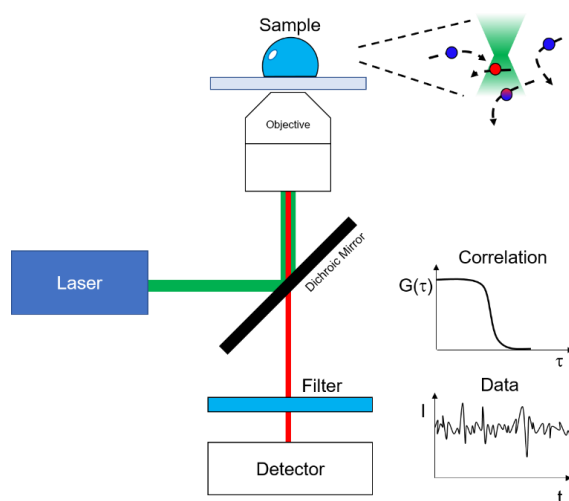 Sample
Objective
Laser
Dichroic Mirror
Correlation
G(τ)
τ
Filter
Data
I
Detector
t